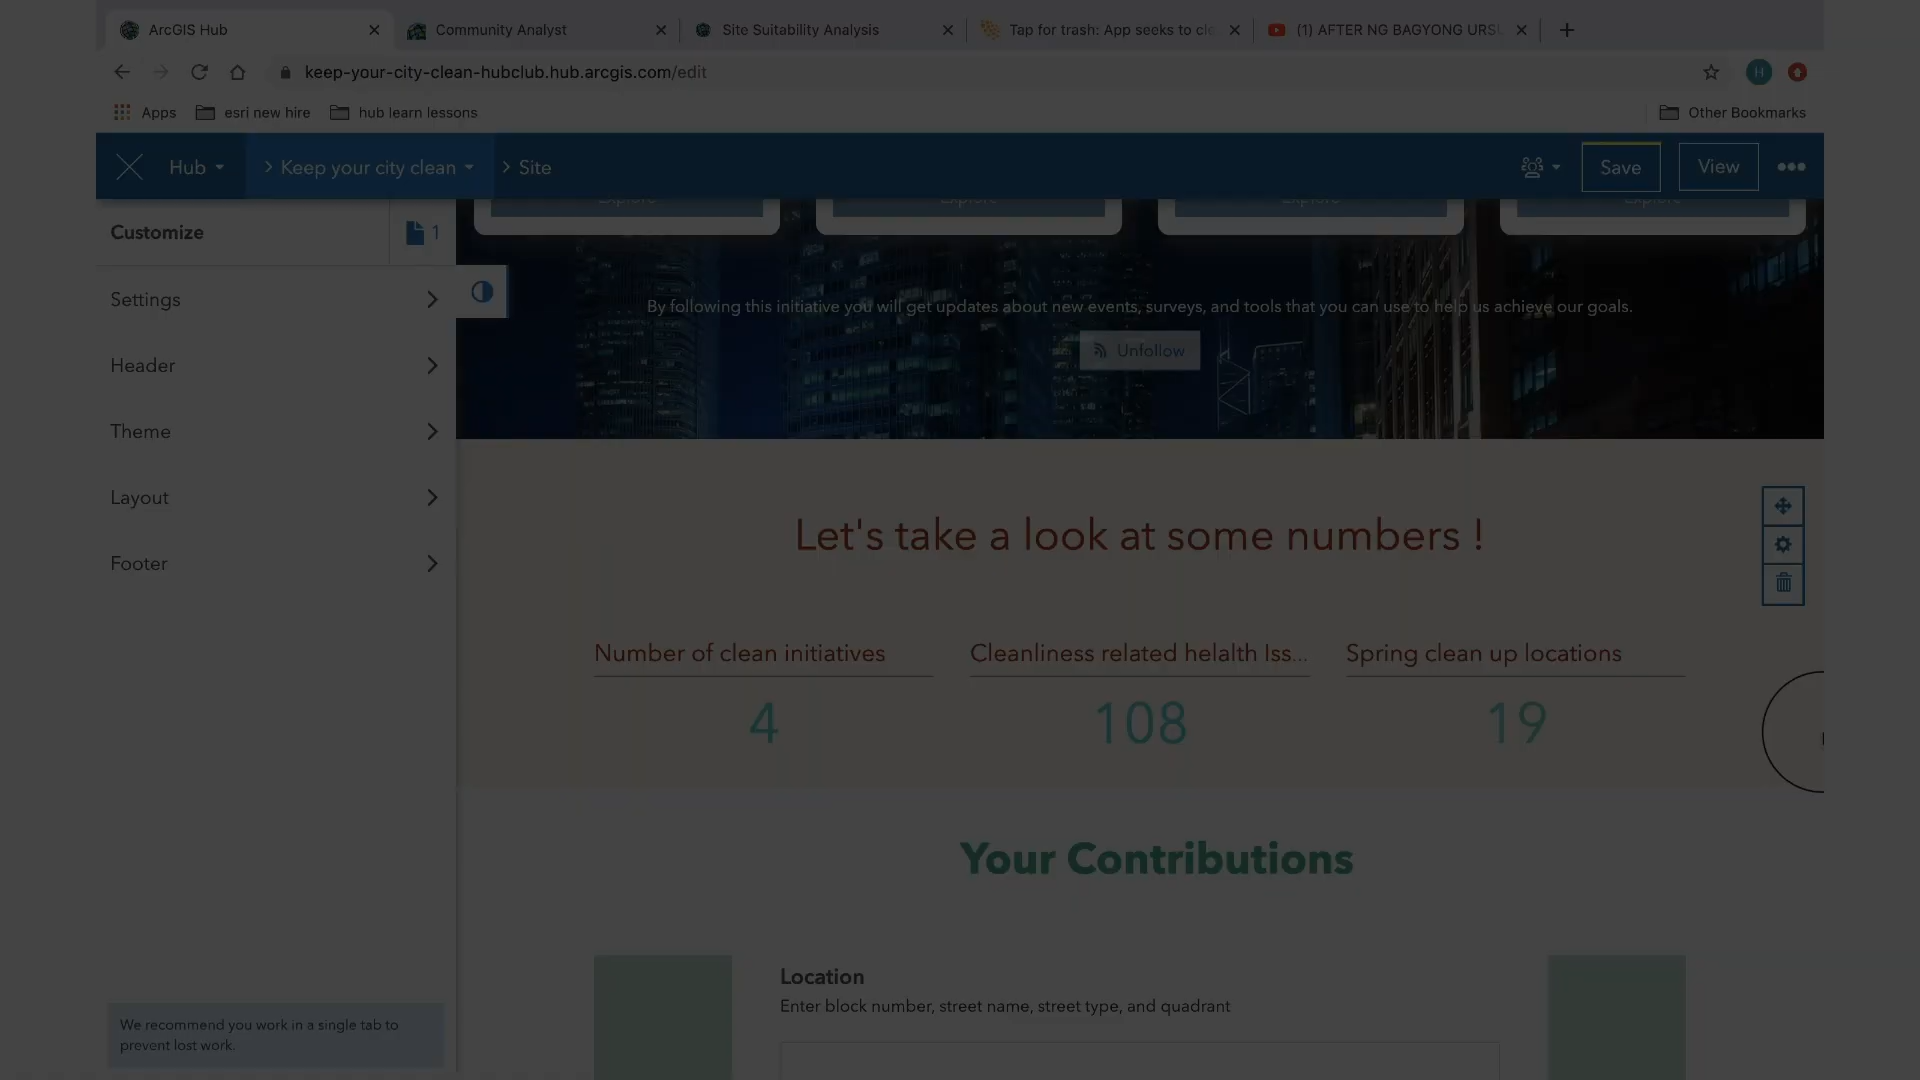 ArcGIS Hub
Community Analyst
Site Suitability Analysis
Tap for trash: App seeks to cle
(1) AFTER NG BAGYONG URSU
keep-your-city-clean-hubclub.hub.arcgis.com/edit
H
Apps
esri new hire
hub learn lessons
Other Bookmarks
Hub
Keep your city clean
Site
Save
View
Customize
1
Explore
Explore
Explore
Explore
Settings
Header
Theme
Layout
Footer
By following this initiative you will get updates about new events, surveys, and tools that you can use to help us achieve our goals.
Unfollow
Let's take a look at some numbers !
Number of clean initiatives
4
Cleanliness related helalth Iss...
108
Spring clean up locations
19
Your Contributions
Location
Enter block number, street name, street type, and quadrant
We recommend you work in a single tab to
prevent lost work.